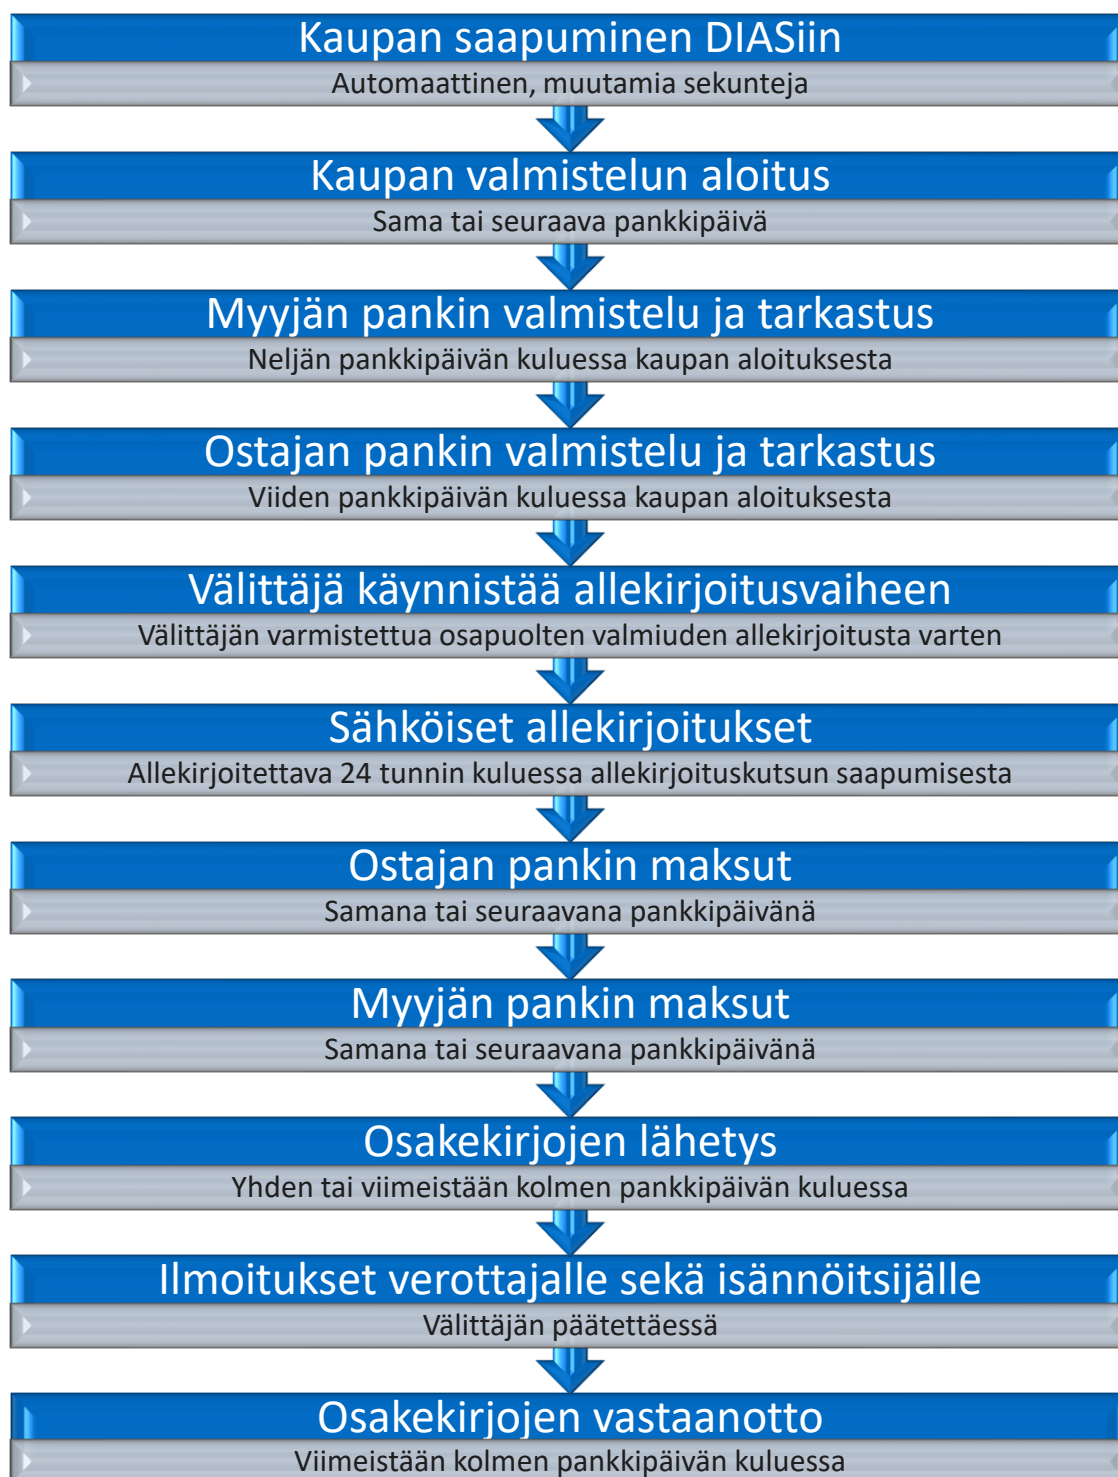 Kaupan saapuminen DIASiin
Automaattinen, muutamia sekunteja
Kaupan valmistelun aloitus
Sama tai seuraava pankkipäivä
Myyjän pankin valmistelu ja tarkastus
Neljän pankkipäivän kuluessa kaupan aloituksesta
Ostajan pankin valmistelu ja tarkastus
Viiden pankkipäivän kuluessa kaupan aloituksesta
Välittäjä käynnistää allekirjoitusvaiheen
Välittäjän varmistettua osapuolten valmiuden allekirjoitusta varten
Sähköiset allekirjoitukset
Allekirjoitettava 24 tunnin kuluessa allekirjoituskutsun saapumisesta
Ostajan pankin maksut
Samana tai seuraavana pankkipäivänä
Myyjän pankin maksut
Samana tai seuraavana pankkipäivänä
Osakekirjojen lähetys
Yhden tai viimeistään kolmen pankkipäivän kuluessa
Ilmoitukset verottajalle sekä isännöitsijälle
Välittäjän päätettäessä
Osakekirjojen vastaanotto
Viimeistään kolmen pankkipäivän kuluessa